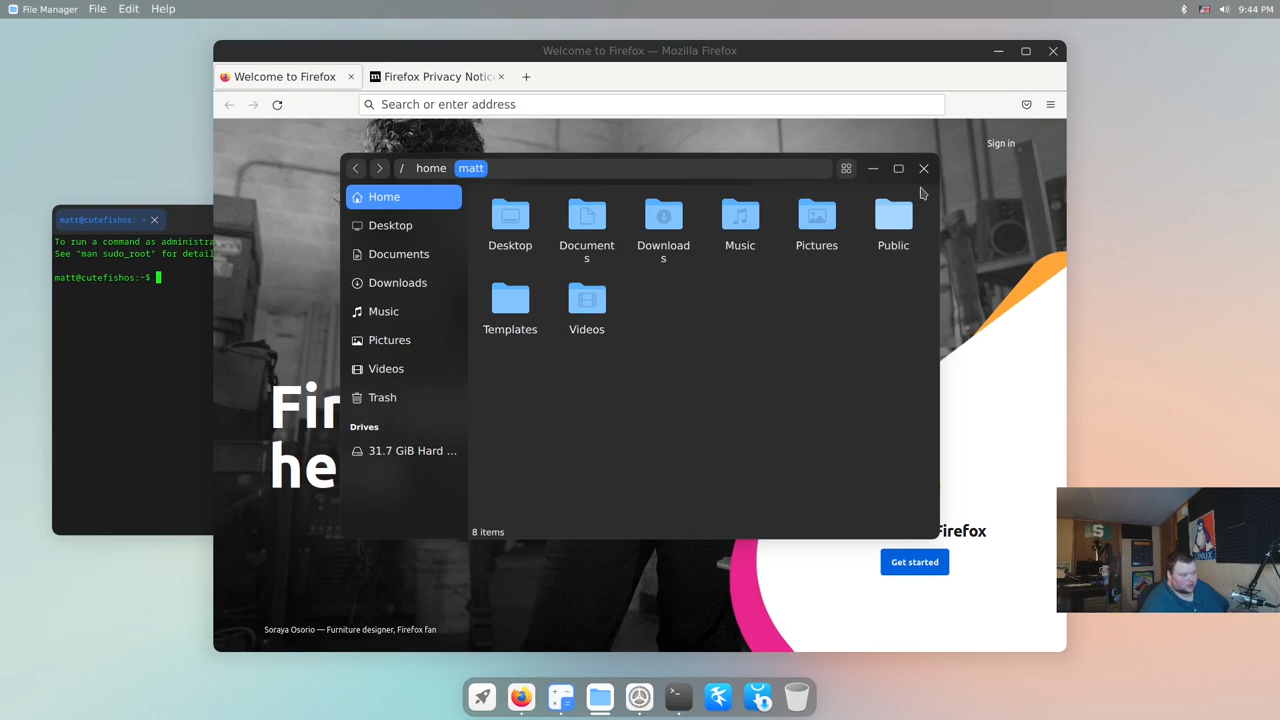 File Manager File Edit Help
9:44 PM
Welcome to Firefox — Mozilla Firefox
Welcome to Firefox
Firefox Privacy Notic
Search or enter address
Sign in
/ home matt
Home
Desktop
Documents
Downloads
Music
Pictures
Videos
Trash
Drives
31.7 GiB Hard ...
Desktop
Document
s
Download
s
Music
Pictures
Public
Templates
Videos
8 items
matt@cutefishos: ~
To run a command as administra
See "man sudo_root" for detail
matt@cutefishos:~$
Fir
he
Firefox
Get started
Soraya Osorio — Furniture designer, Firefox fan